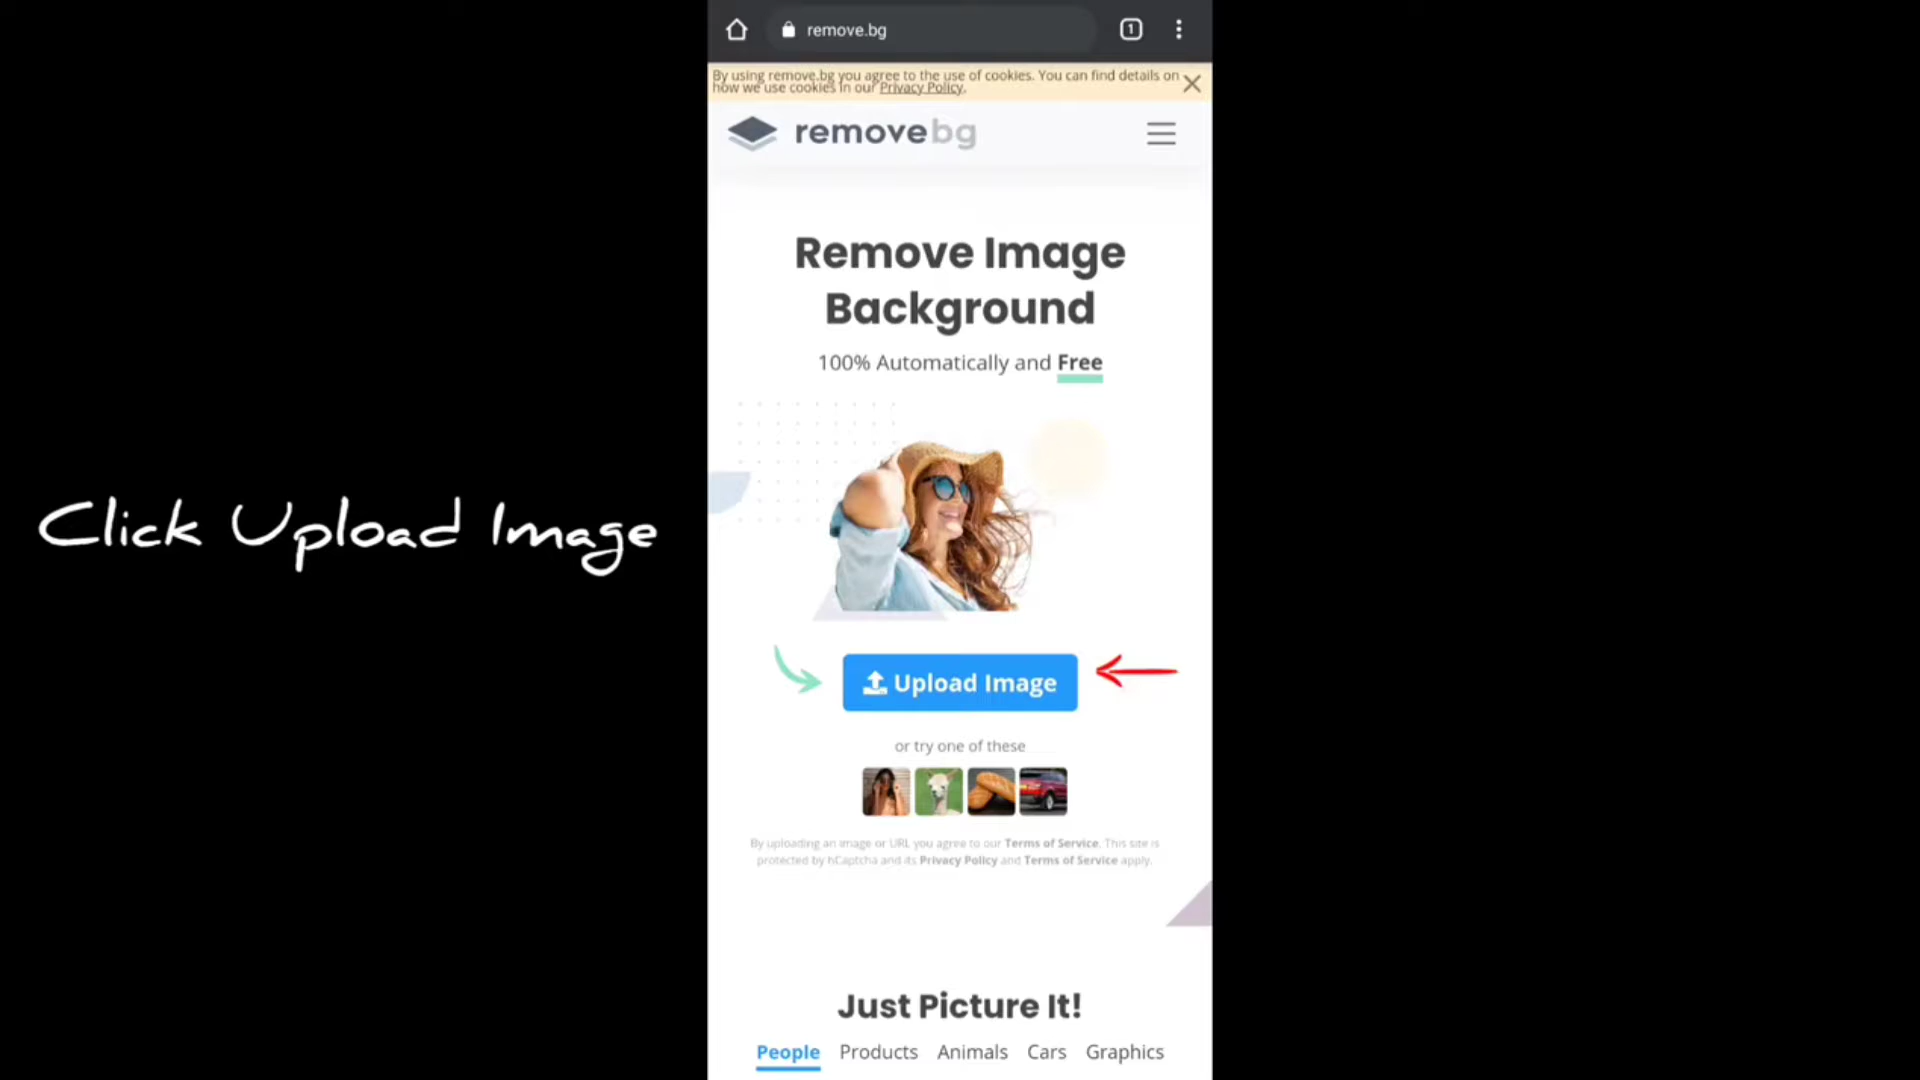 1
remove.bg
By using remove.bg you agree to the use of cookies. You can find details on
how we use cookies in our Privacy Policy.
removebg
Remove Image
Background
100% Automatically and Free
Click Upload Image
Upload Image
or try one of these
By uploading an image or URL you agree to our Terms of Service. This site is
protected by hCaptcha and its Privacy Policy and Terms of Service apply.
Just Picture It!
People Products Animals Cars Graphics